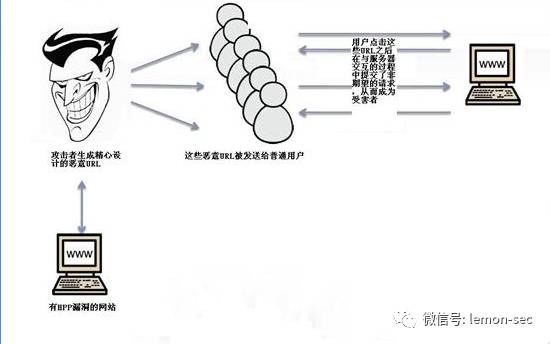 用户点击这
些URL之后
在与服务器
交互的过程
中提交了非
期望的请求
，从而成为
受害者
WWW
攻击者生成精心设
计的恶意URL
这些恶意URL被发送给普通用户
WWW
有BPP漏洞的网站
微信号: lemon-sec